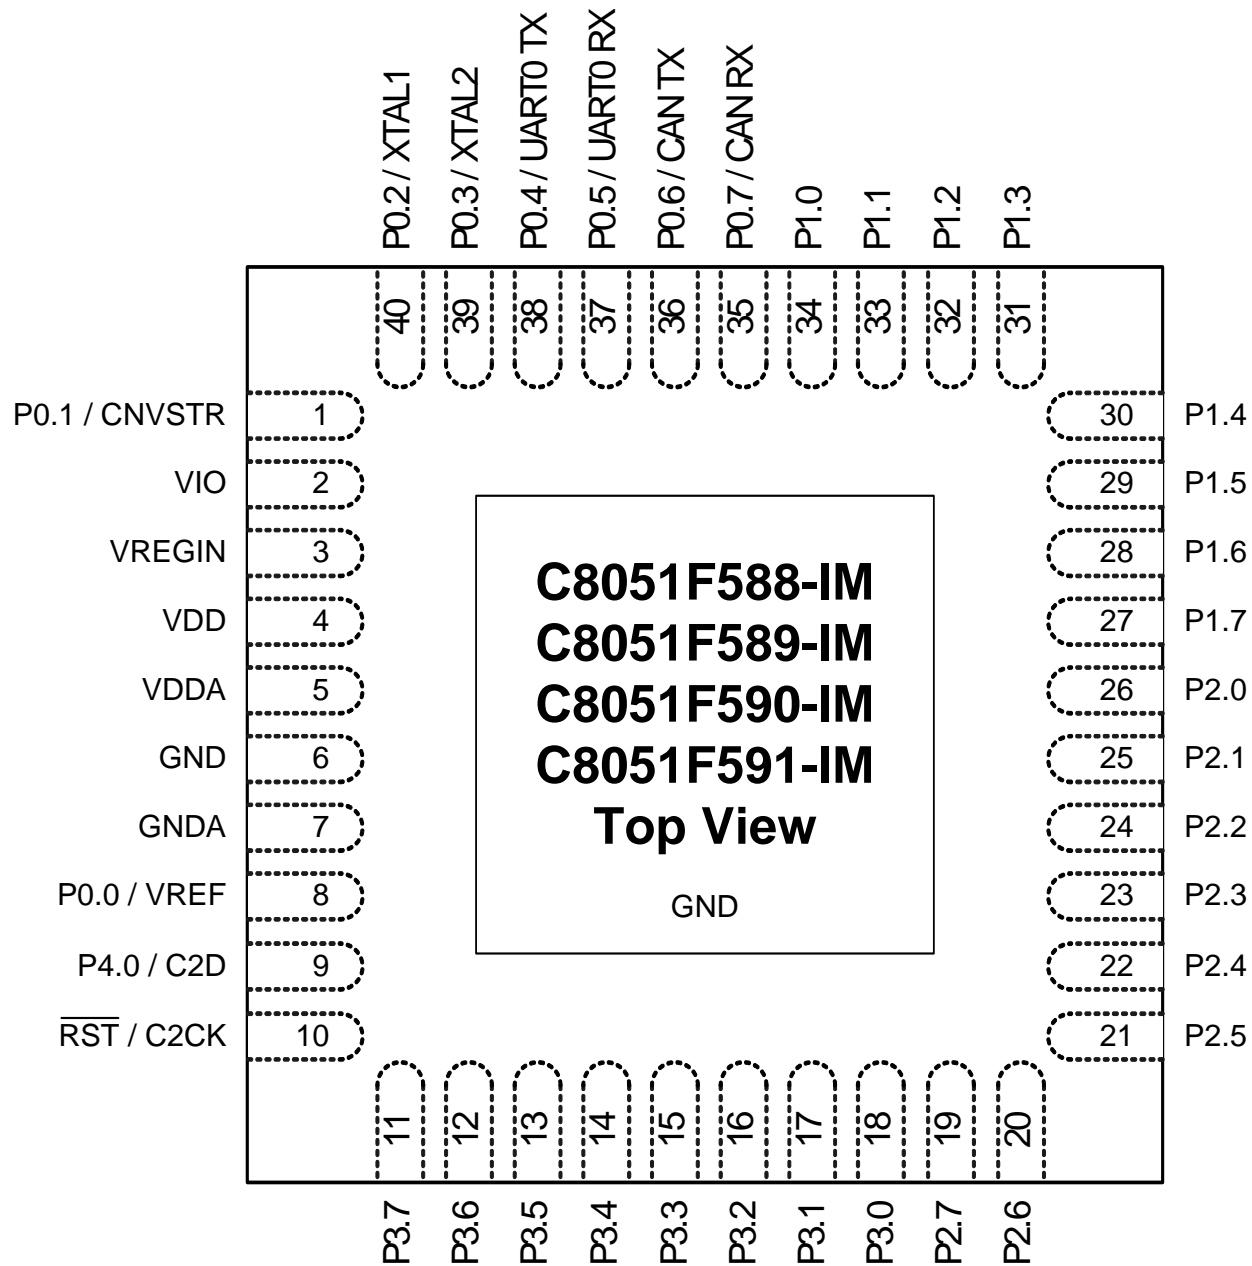 P0.2 / XTAL1
P0.3 / XTAL2
P0.4 / UART0 TX
P0.5 / UART0 RX
P0.6 / CAN TX
P0.7 / CAN RX
P1.0
P1.1
P1.2
P1.3
40
39
38
37
36
35
34
33
32
31
P0.1 / CNVSTR 1
VIO 2
VREGIN 3
VDD 4
VDDA 5
GND 6
GNDA 7
P0.0 / VREF 8
P4.0 / C2D 9
RST / C2CK 10
C8051F588-IM
C8051F589-IM
C8051F590-IM
C8051F591-IM
Top View
GND
30 P1.4
29 P1.5
28 P1.6
27 P1.7
26 P2.0
25 P2.1
24 P2.2
23 P2.3
22 P2.4
21 P2.5
11
12
13
14
15
16
17
18
19
20
P3.7
P3.6
P3.5
P3.4
P3.3
P3.2
P3.1
P3.0
P2.7
P2.6